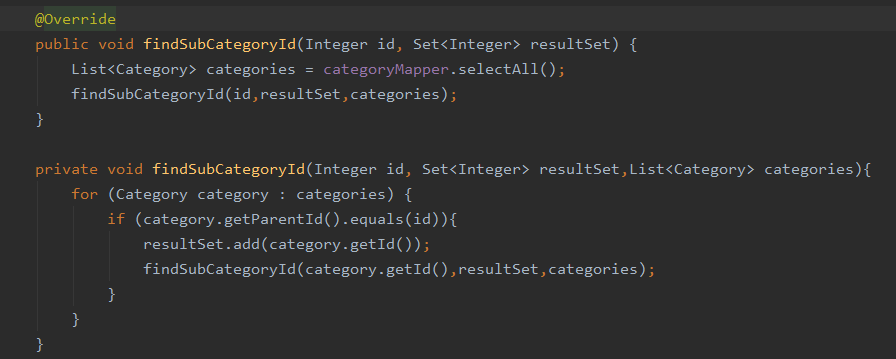 @Override
public void findSubCategoryId(Integer id, Set<Integer> resultSet) {
List<Category> categories = categoryMapper.selectAll();
findSubCategoryId(id,resultSet,categories);
}
private void findSubCategoryId(Integer id, Set<Integer> resultSet,List<Category> categories){
for (Category category : categories) {
if (category.getParentId().equals(id)){
resultSet.add(category.getId());
findSubCategoryId(category.getId(),resultSet,categories);
}
}
}